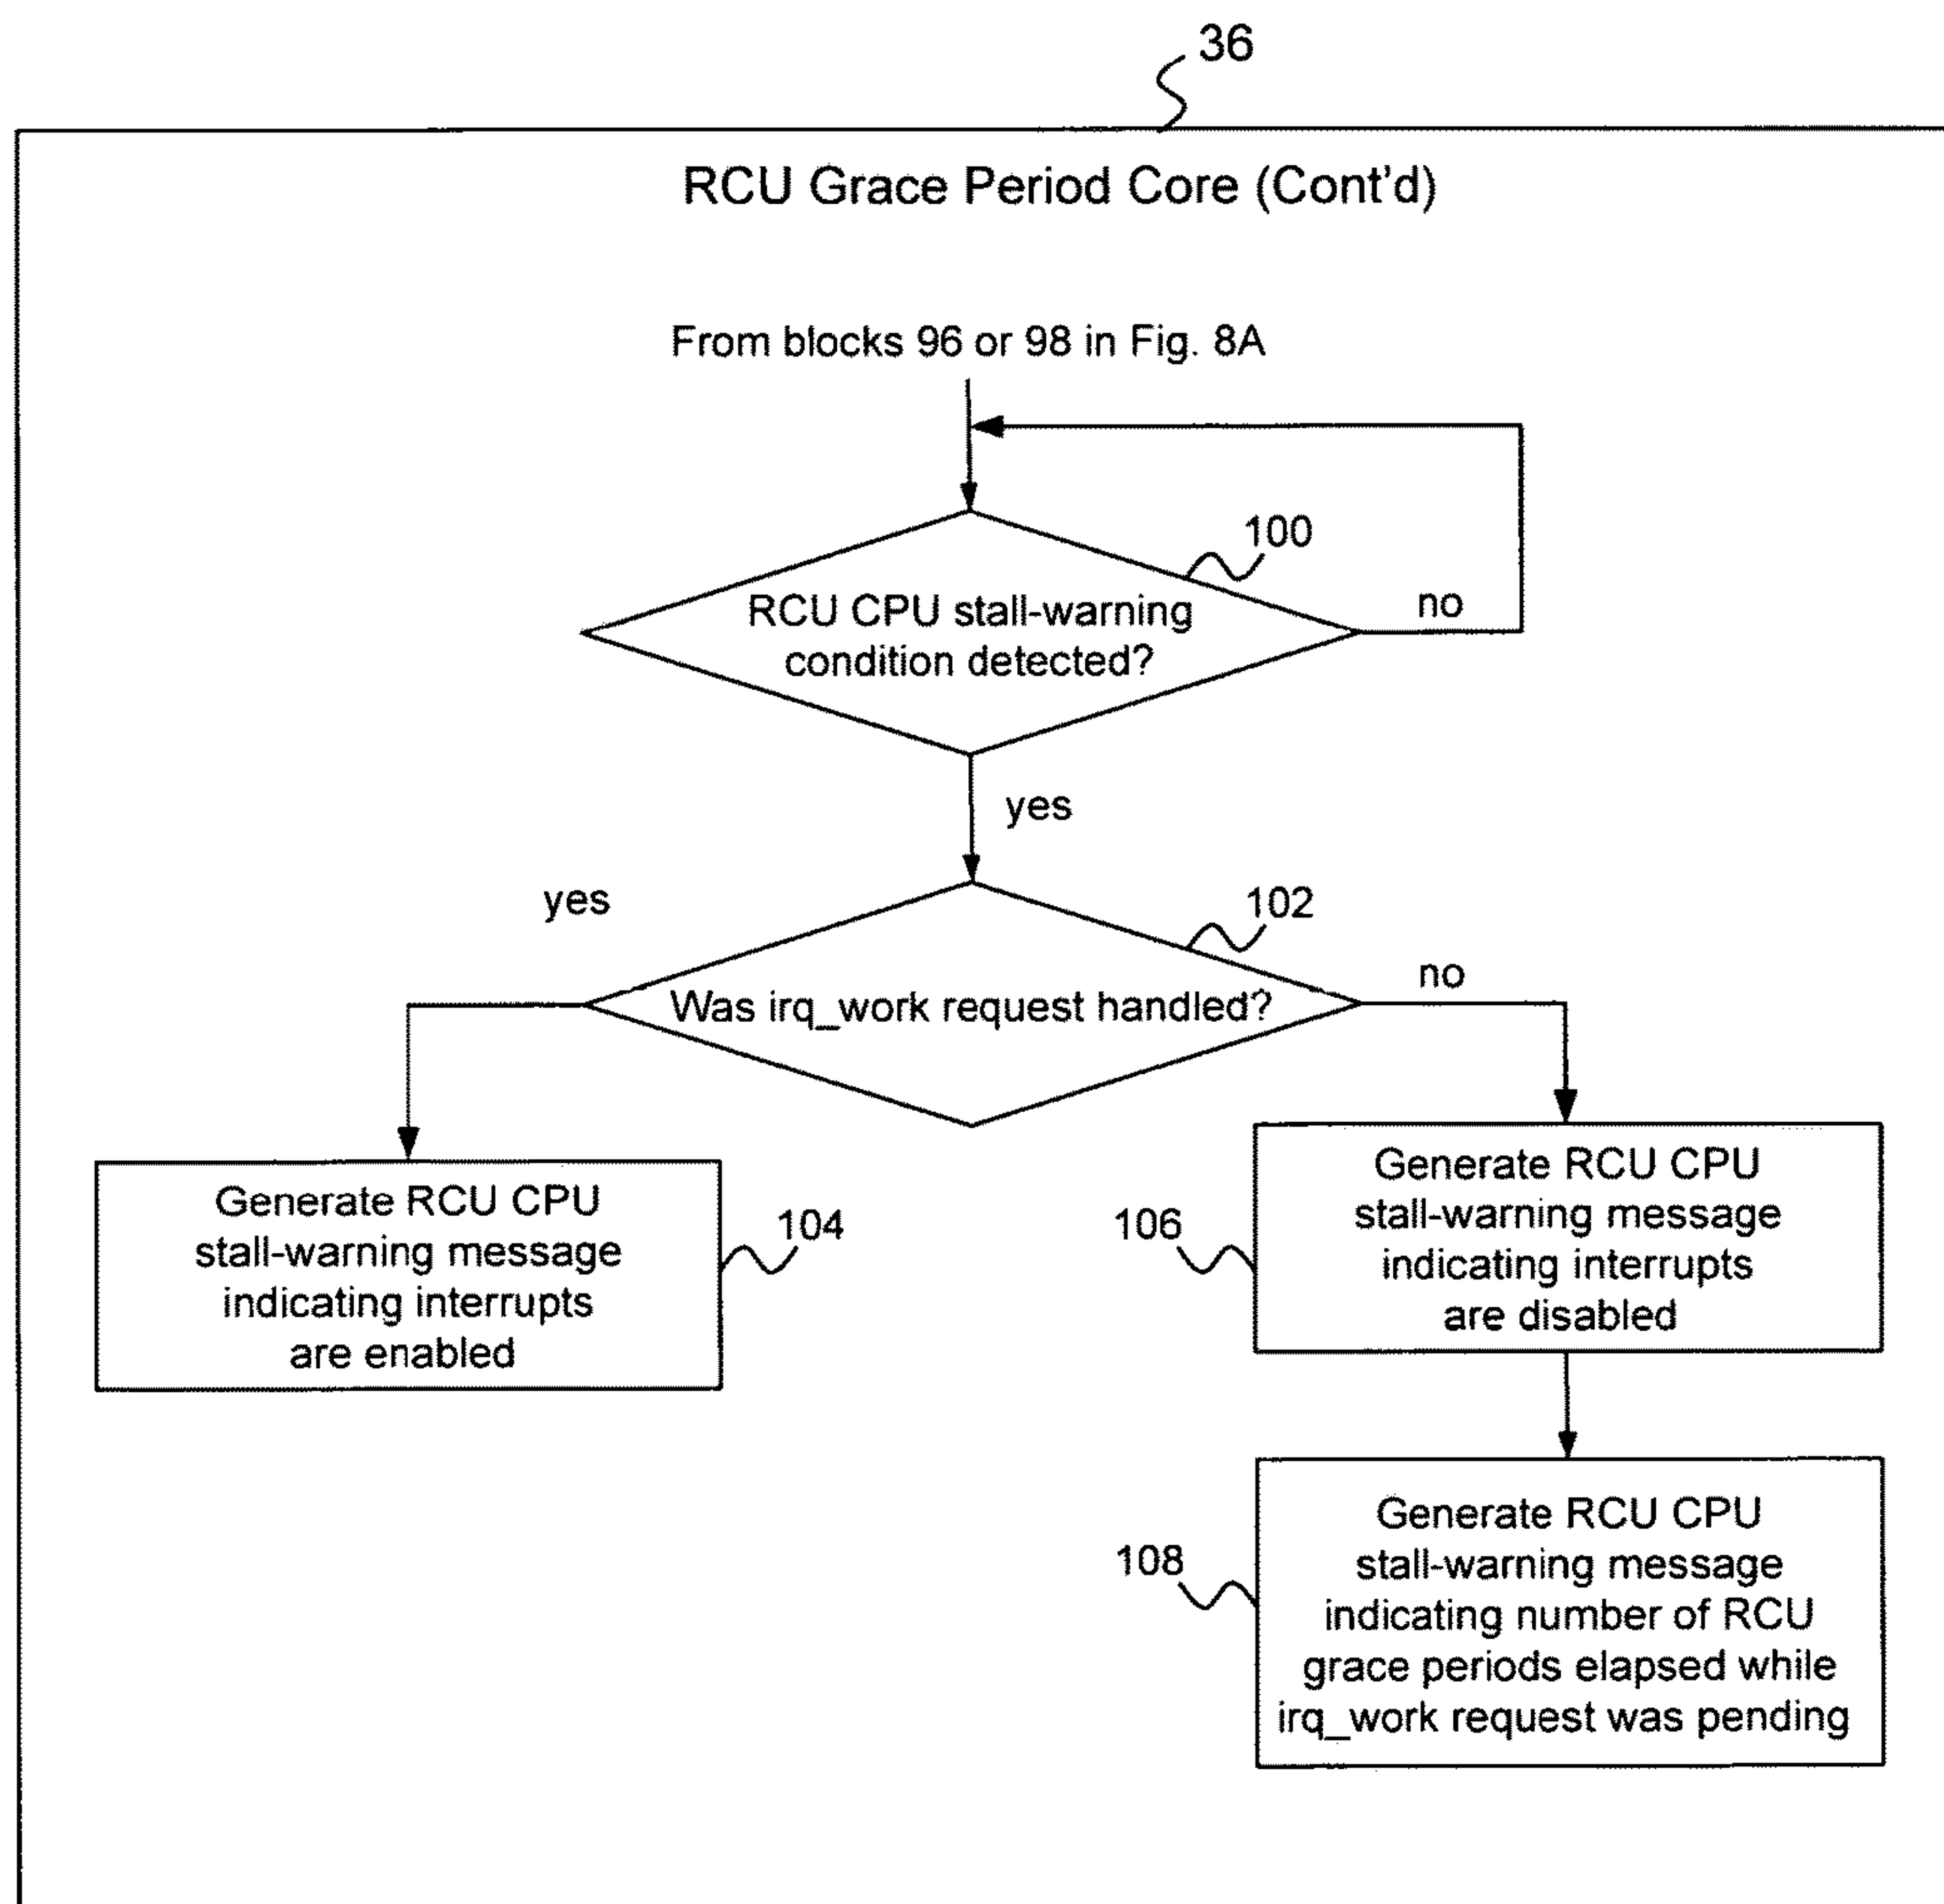 36
RCU Grace Period Core (Cont'd)
From blocks 96 or 98 in Fig. 8A
100
RCU CPU stall-warning
condition detected?
no
yes
yes
102
Was irq_work request handled?
no
Generate RCU CPU
stall-warning message
indicating interrupts
are enabled
104
106
Generate RCU CPU
stall-warning message
indicating interrupts
are disabled
108
Generate RCU CPU
stall-warning message
indicating number of RCU
grace periods elapsed while
irq_work request was pending